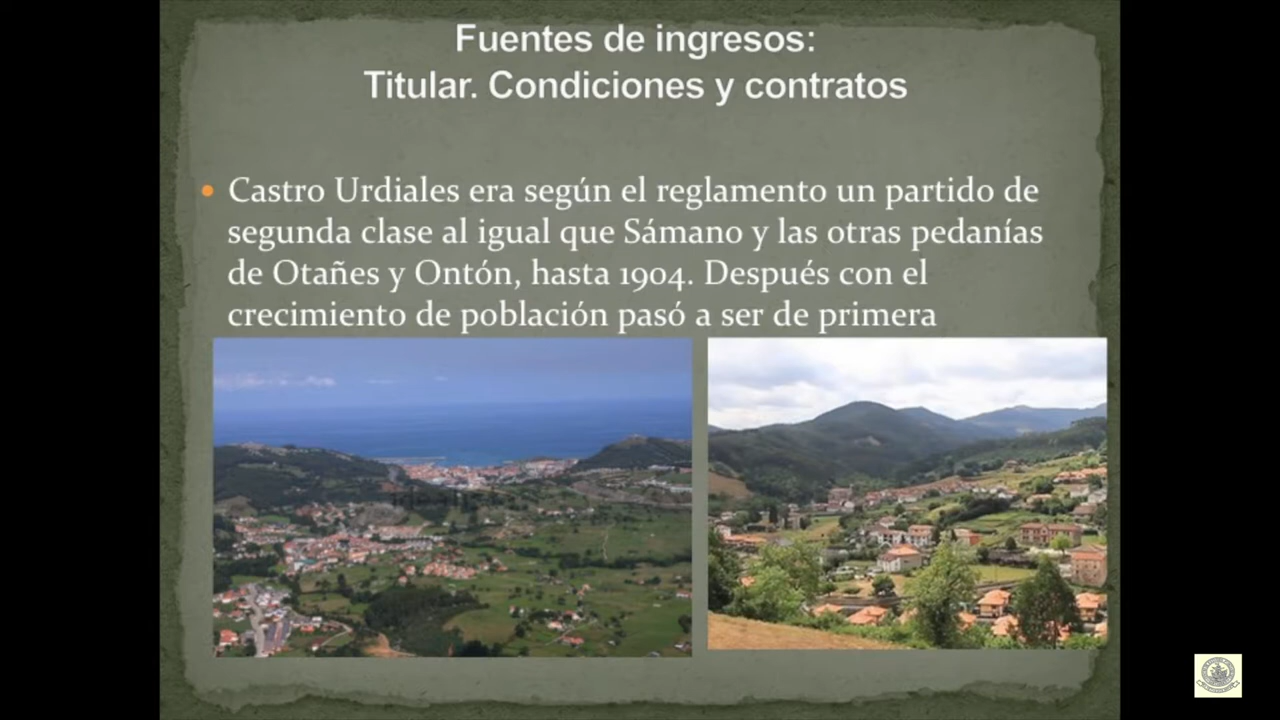 Fuentes de ingresos:
Titular. Condiciones y contratos
• Castro Urdiales era según el reglamento un partido de
segunda clase al igual que Sámano y las otras pedanías
de Otañes y Ontón, hasta 1904. Después con el
crecimiento de población pasó a ser de primera